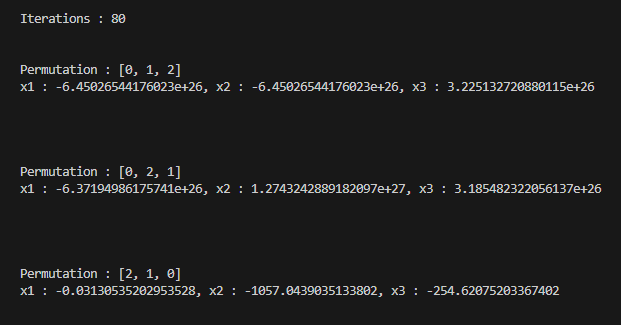 Iterations : 80
Permutation : [0, 1, 2]
x1 : -6.45026544176023e+26, x2 : -6.45026544176023e+26, x3 : 3.225132720880115e+26
Permutation : [0, 2, 1]
x1 : -6.37194986175741e+26, x2 : 1.2743242889182097e+27, x3 : 3.185482322056137e+26
Permutation : [2, 1, 0]
x1 : -0.03130535202953528, x2 : -1057.0439035133802, x3 : -254.62075203367402